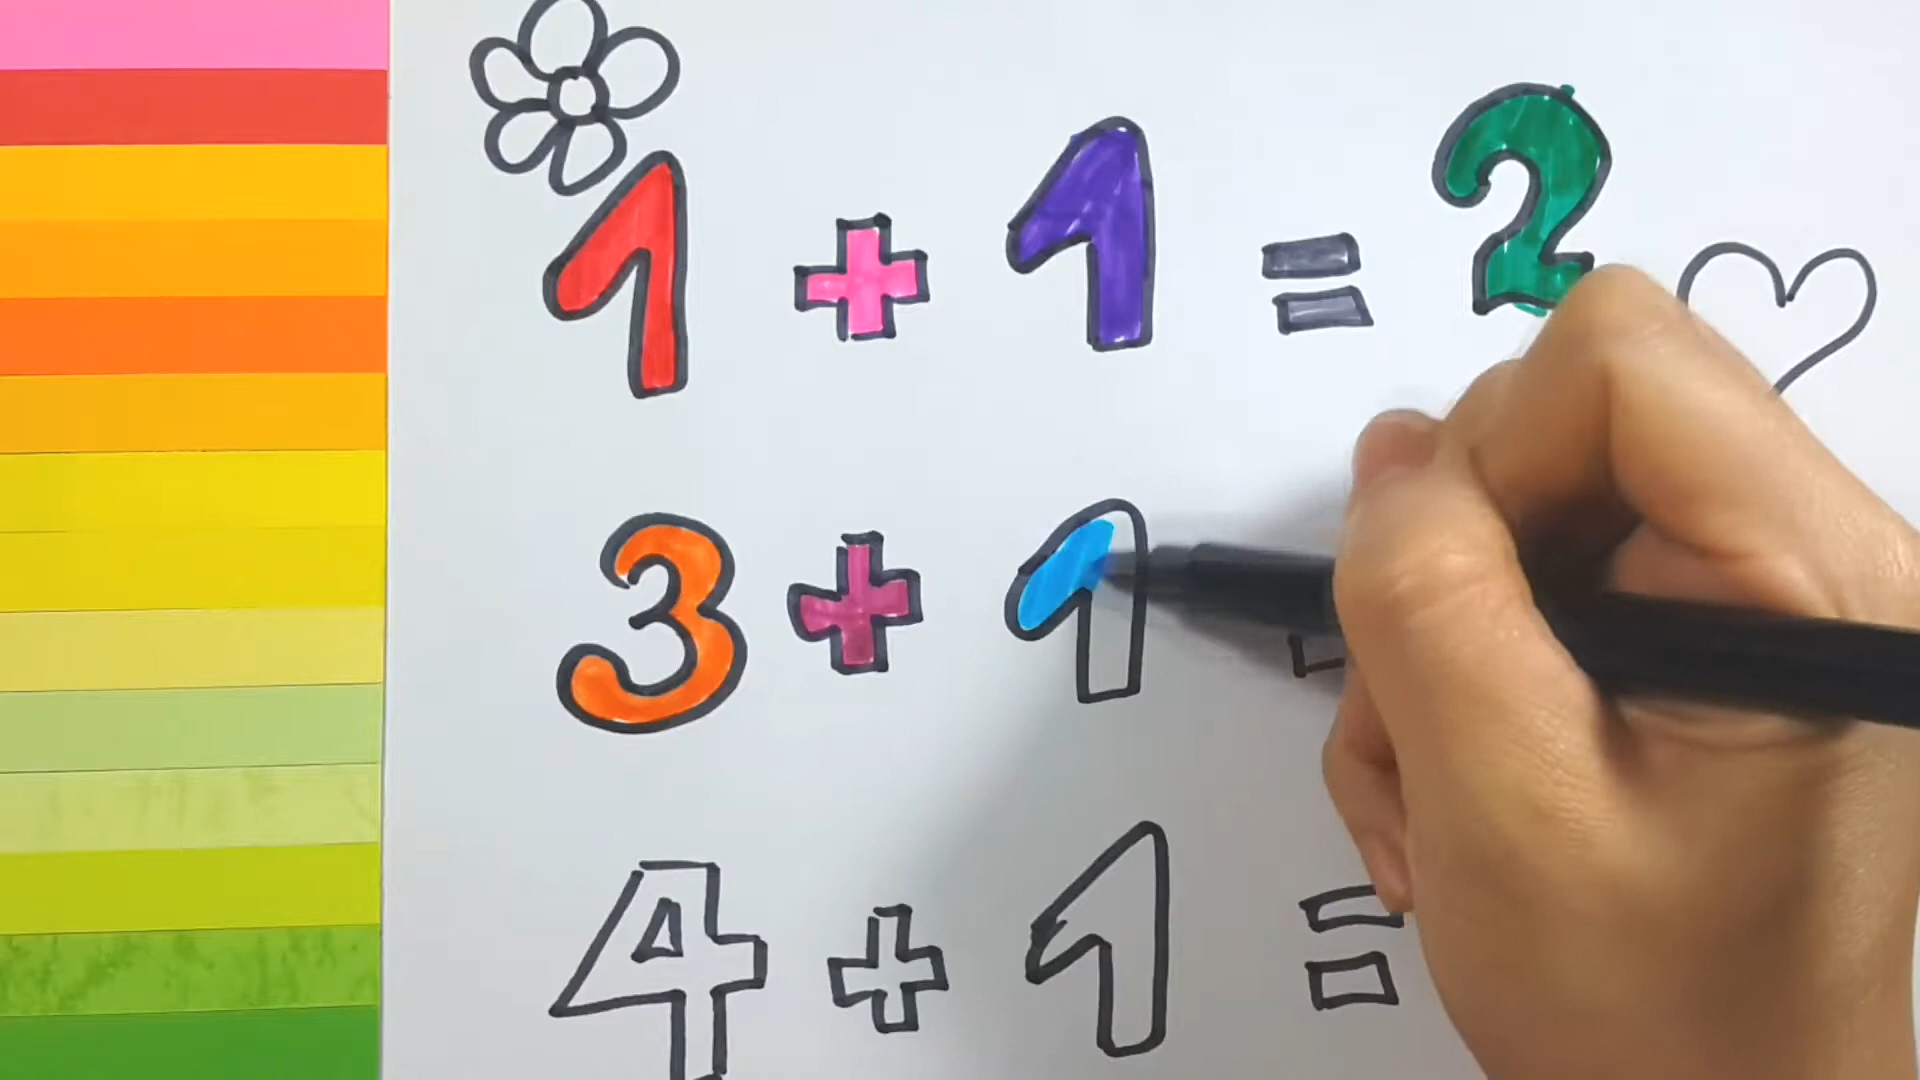 1 + 1 = 2
3 + 1 =
4 + 1 =